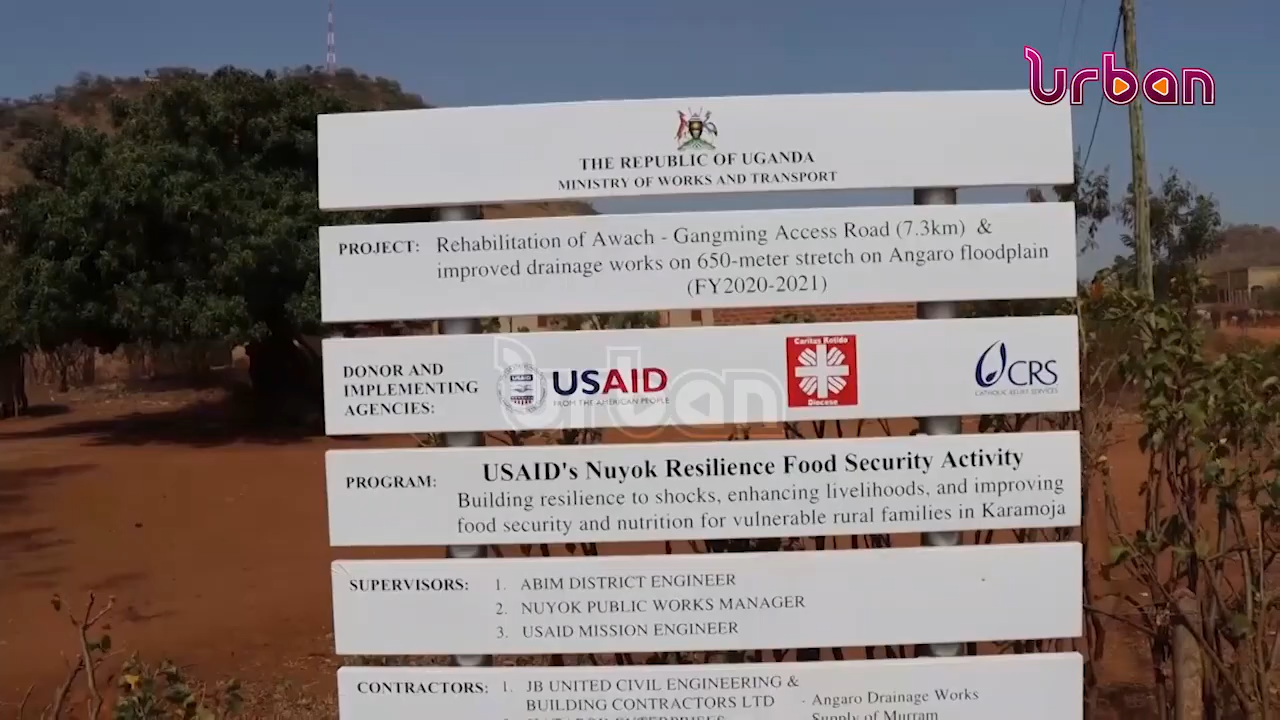 urban
THE REPUBLIC OF UGANDA
MINISTRY OF WORKS AND TRANSPORT
PROJECT: Rehabilitation of Awach - Gangming Access Road (7.3km) &
improved drainage works on 650-meter stretch on Angaro floodplain
(FY2020-2021)
DONOR AND
IMPLEMENTING
AGENCIES:
USAID
USAID
FROM THE AMERICAN PEOPLE
urban
Caritas Kotido
Diocese
CRS
CATHOLIC RELIEF SERVICES
PROGRAM: USAID's Nuyok Resilience Food Security Activity
Building resilience to shocks, enhancing livelihoods, and improving
food security and nutrition for vulnerable rural families in Karamoja
SUPERVISORS: 1. ABIM DISTRICT ENGINEER
2. NUYOK PUBLIC WORKS MANAGER
3. USAID MISSION ENGINEER
CONTRACTORS: 1. JB UNITED CIVIL ENGINEERING &
BUILDING CONTRACTORS LTD - Angaro Drainage Works
ENTERPRISES Supply of Murram